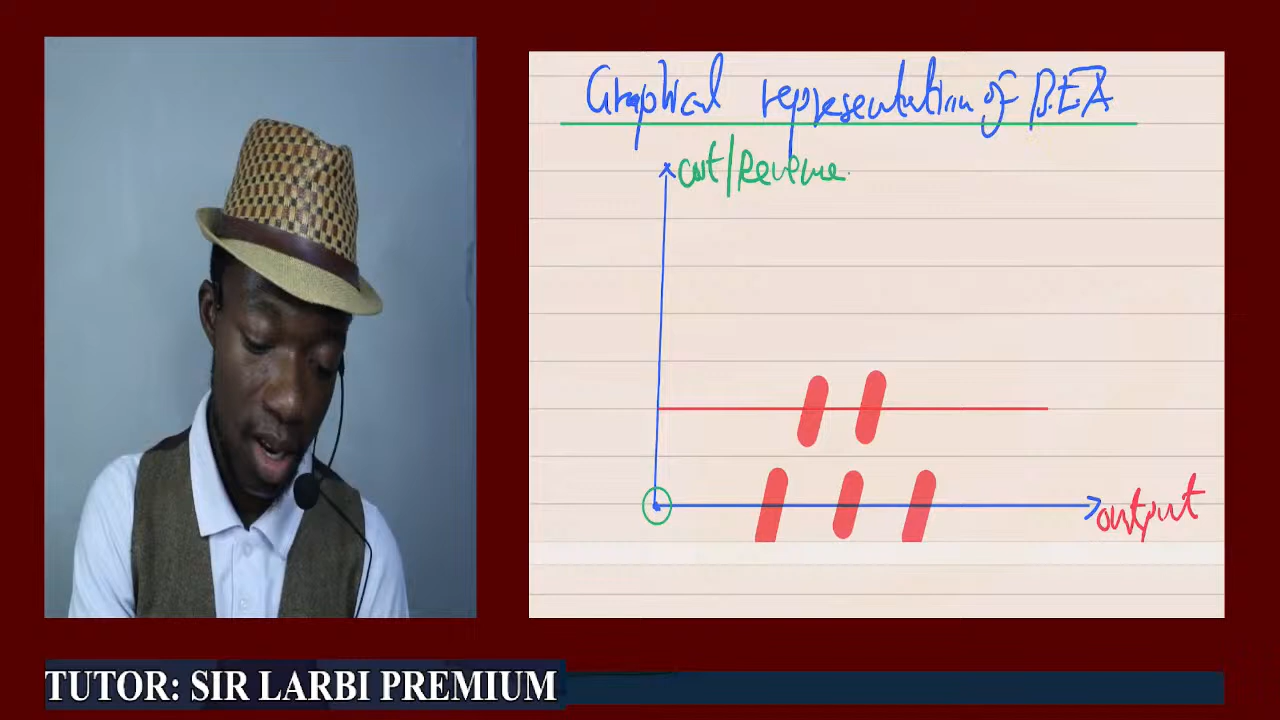 Graphical representation of B.E.A
cost/Revenue
output
TUTOR: SIR LARBI PREMIUM